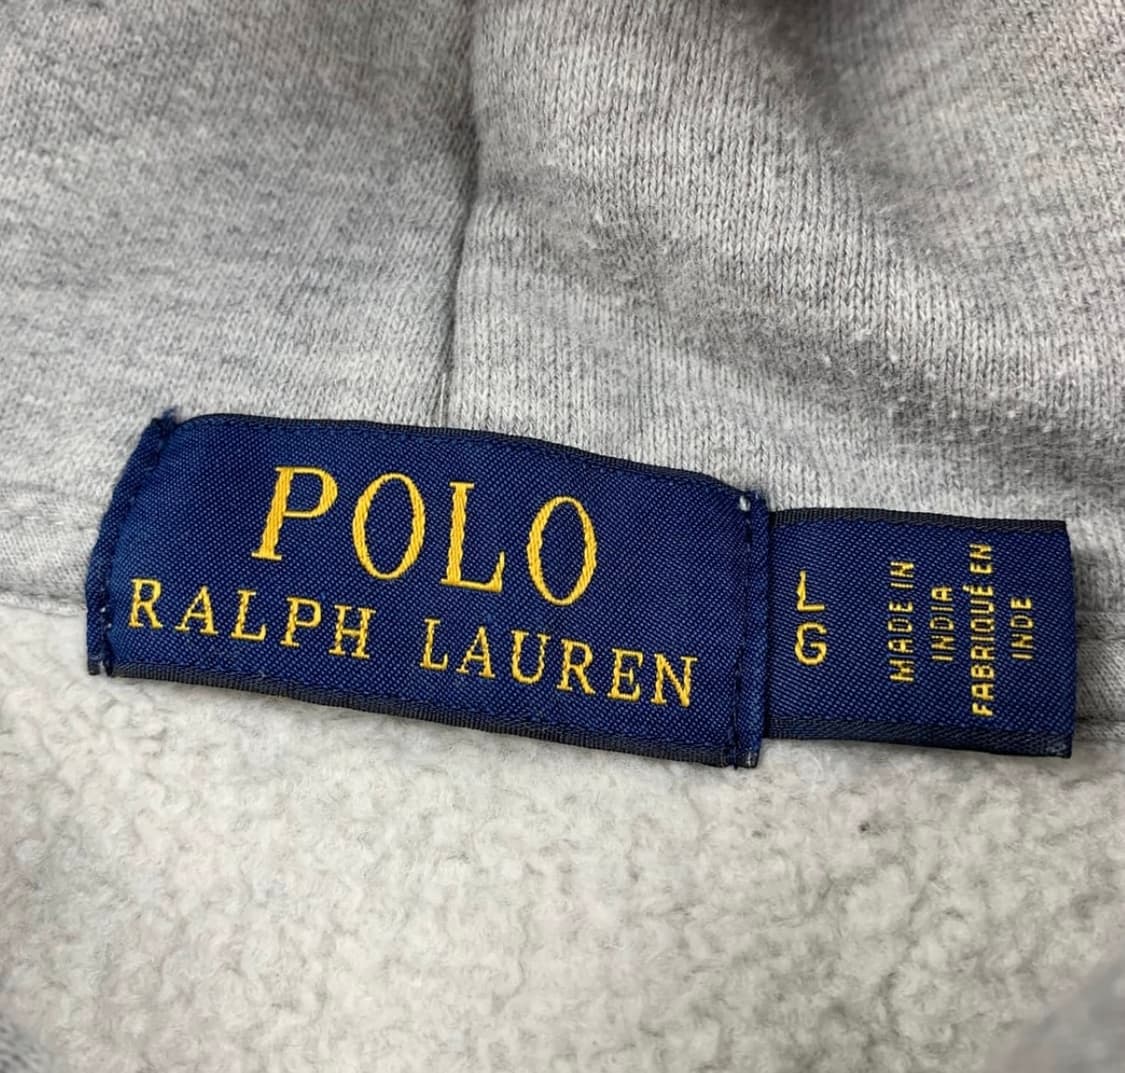 POLO
RALPH LAUREN
L
G
MADE IN
INDIA
FABRIQUÉ EN
INDE